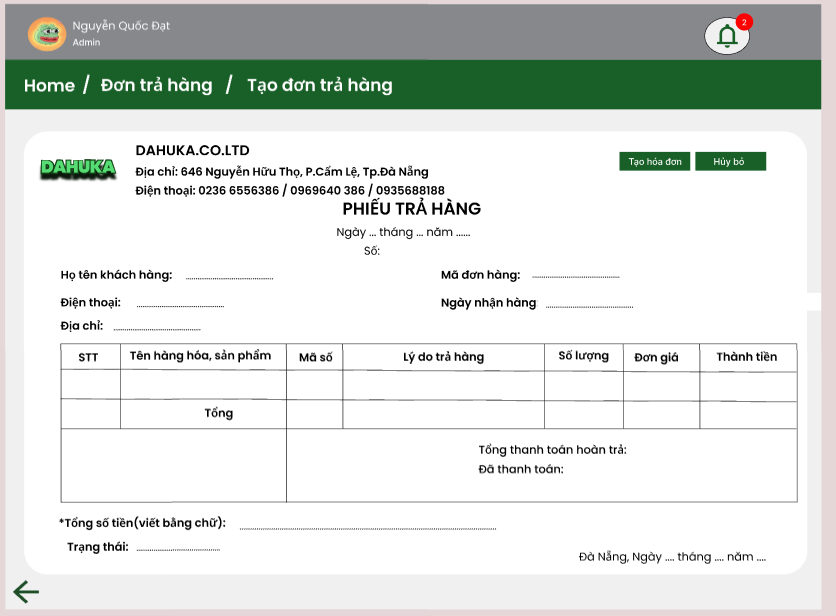 Nguyễn Quốc Đạt
Admin
2
Home / Đơn trả hàng / Tạo đơn trả hàng
DAHUKA
DAHUKA.CO.LTD
Địa chỉ: 646 Nguyễn Hữu Thọ, P.Cẩm Lệ, Tp.Đà Nẵng
Điện thoại: 0236 6556386 / 0969640 386 / 0935688188
Tạo hóa đơn
Hủy bỏ
PHIẾU TRẢ HÀNG
Ngày ... tháng ... năm ......
Số:
Họ tên khách hàng: ........................................
Mã đơn hàng: ........................................
Điện thoại: ........................................
Ngày nhận hàng ........................................
Địa chỉ: ........................................
STT Tên hàng hóa, sản phẩm Mã số Lý do trả hàng Số lượng Đơn giá Thành tiền
Tổng
Tổng thanh toán hoàn trả:
Đã thanh toán:
*Tổng số tiền(viết bằng chữ): ................................................................................
Trạng thái: ........................................
Đà Nẵng, Ngày .... tháng .... năm ....